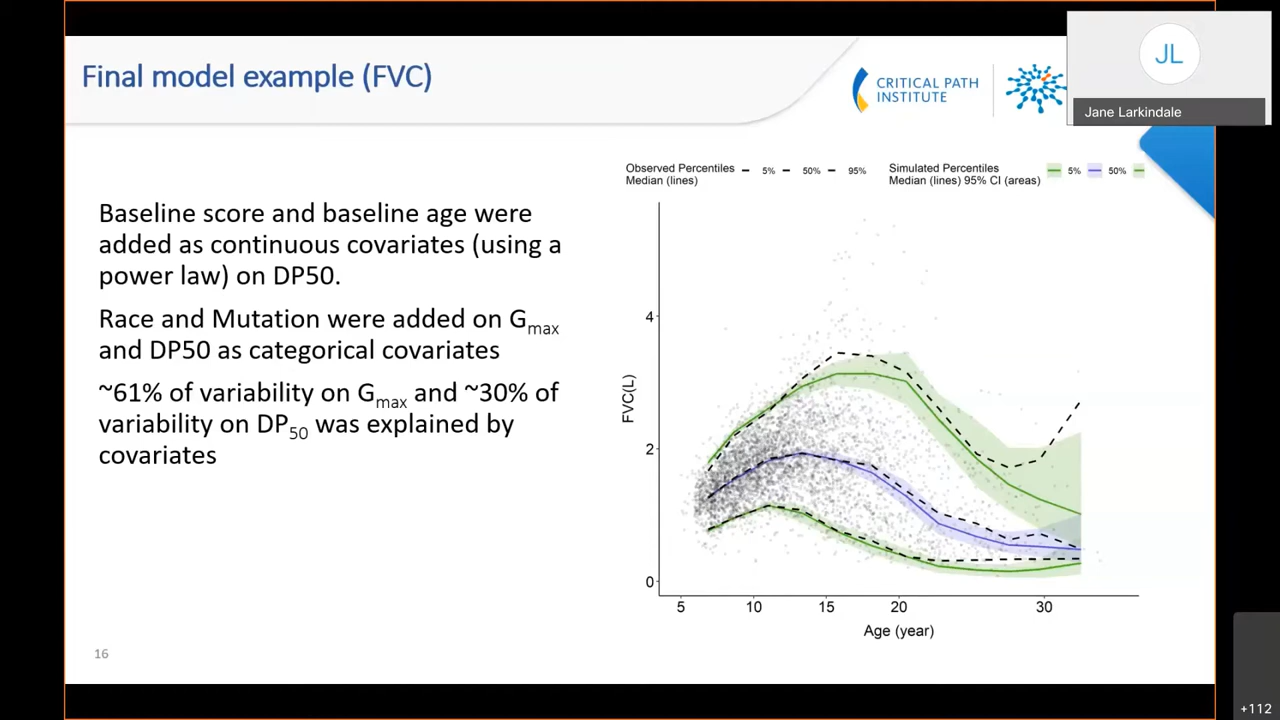 Final model example (FVC)
CRITICAL PATH
INSTITUTE
JL
Jane Larkindale
Baseline score and baseline age were
added as continuous covariates (using a
power law) on DP50.
Race and Mutation were added on Gmax
and DP50 as categorical covariates
~61% of variability on Gmax and ~30% of
variability on DP50 was explained by
covariates
Observed Percentiles
Median (lines)
5% 50% 95%
Simulated Percentiles
Median (lines) 95% CI (areas)
5% 50%
FVC(L)
4
2
0
5 10 15 20 30
Age (year)
16
+112